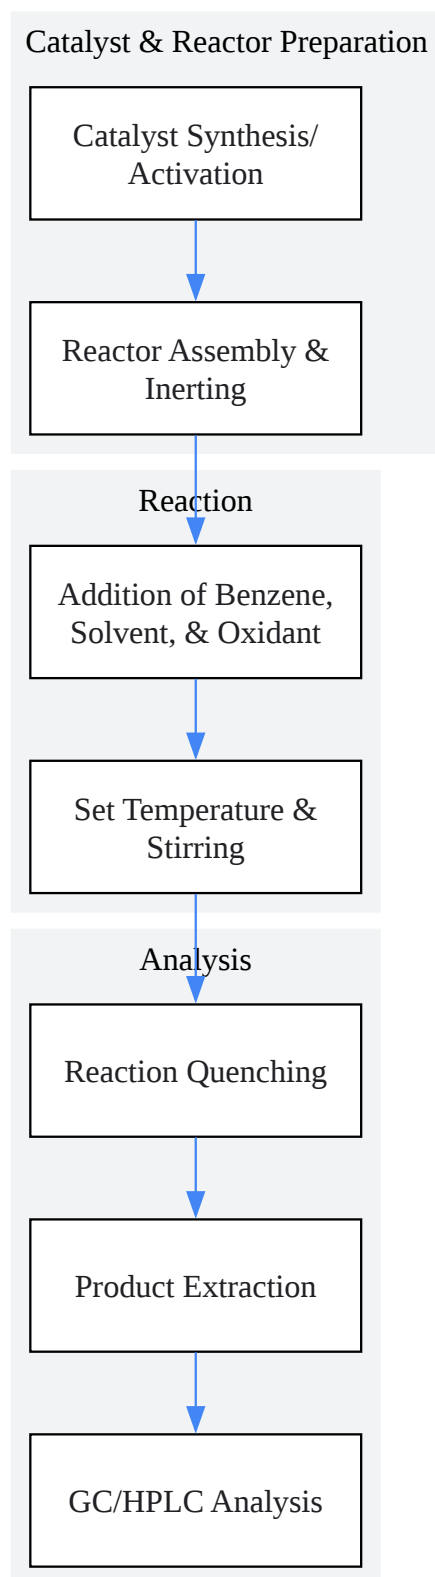 Catalyst & Reactor Preparation
Catalyst Synthesis/
Activation
Reactor Assembly &
Inerting
Reaction
Addition of Benzene,
Solvent, & Oxidant
Set Temperature &
Stirring
Analysis
Reaction Quenching
Product Extraction
GC/HPLC Analysis